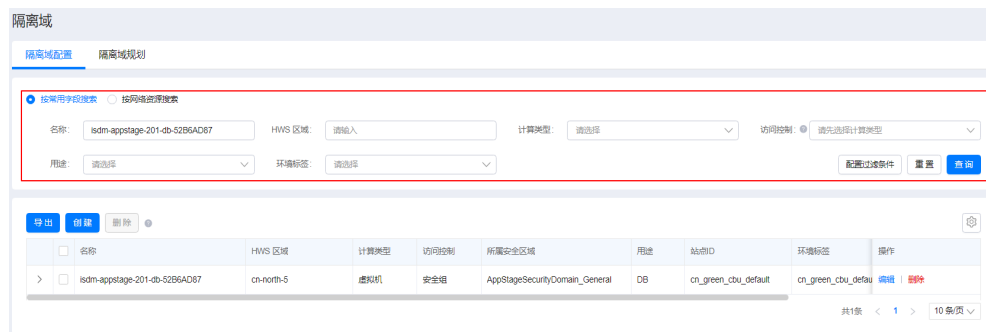 隔离域
隔离域配置 隔离域规划
按常用字段搜索 按网络资源搜索
名称: isdm-appstage-201-db-52B6AD87 HWS 区域: 请输入 计算类型: 请选择 访问控制: 请先选择计算类型
用途: 请选择 环境标签: 请选择 配置过滤条件 重置 查询
导出 创建 删除
名称 HWS 区域 计算类型 访问控制 所属安全区域 用途 站点ID 环境标签 操作
isdm-appstage-201-db-52B6AD87 cn-north-5 虚拟机 安全组 AppStageSecurityDomain_General DB cn_green_cbu_default cn_green_cbu_defau 编辑 | 删除
共1条 < 1 > 10 条/页